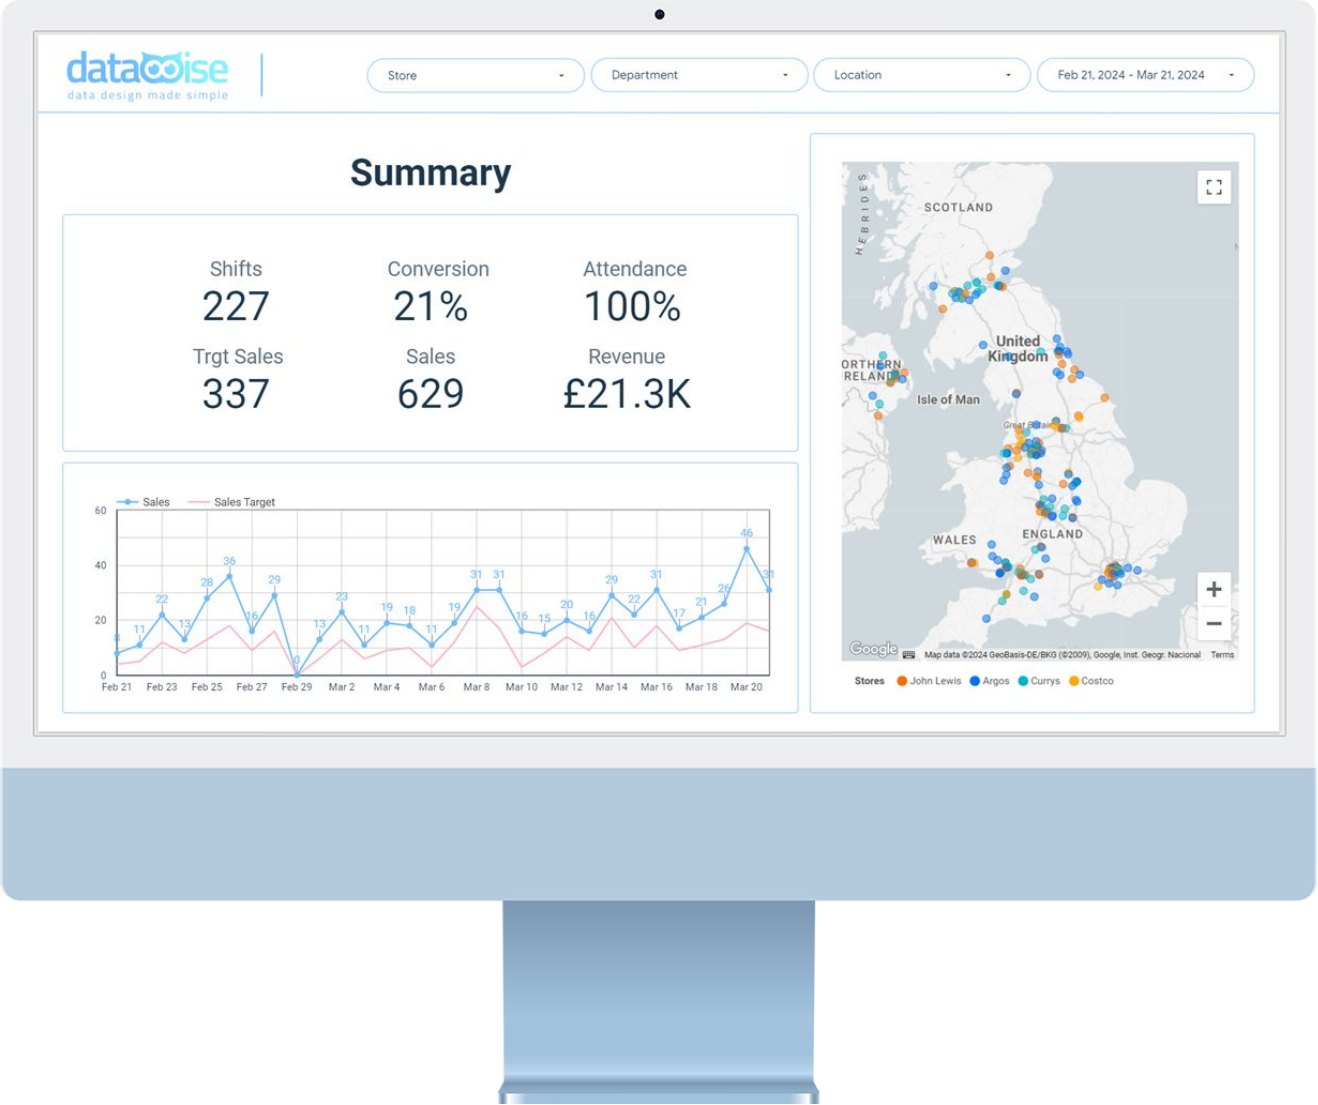 datawise
data design made simple
Store
Department
Location
Feb 21, 2024 - Mar 21, 2024
Summary
Shifts
Conversion
Attendance
227
21%
100%
Trgt Sales
Sales
Revenue
337
629
£21.3K
Sales
Sales Target
60
40
20
0
8
11
22
13
28
36
16
29
0
13
23
11
19
18
11
19
31
31
16
15
20
16
29
22
31
17
21
26
46
31
Feb 21
Feb 23
Feb 25
Feb 27
Feb 29
Mar 2
Mar 4
Mar 6
Mar 8
Mar 10
Mar 12
Mar 14
Mar 16
Mar 18
Mar 20
HEBRIDES
SCOTLAND
United
Kingdom
ORTHERN
RELAND
Isle of Man
Great Britain
WALES
ENGLAND
+
−
Google
Map data ©2024 GeoBasis-DE/BKG (©2009), Google, Inst. Geogr. Nacional
Terms
Stores
John Lewis
Argos
Currys
Costco